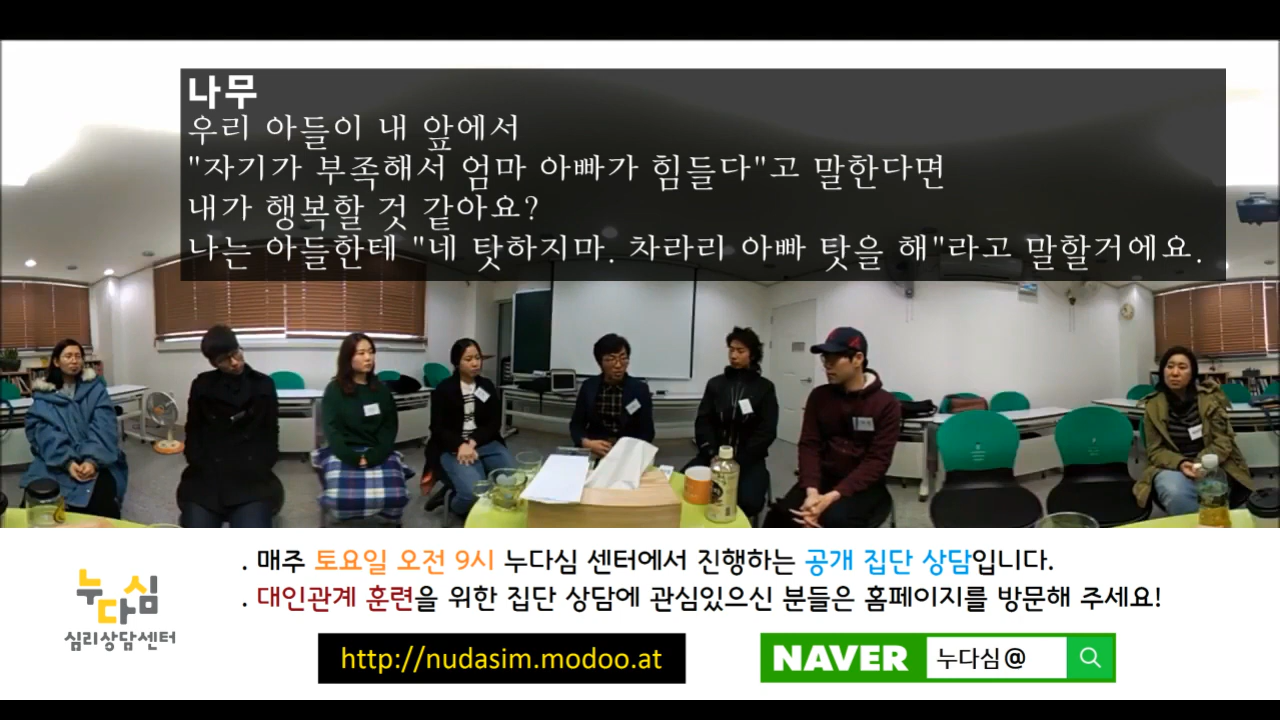 나무
우리 아들이 내 앞에서
"자기가 부족해서 엄마 아빠가 힘들다"고 말한다면
내가 행복할 것 같아요?
나는 아들한테 "네 탓하지마. 차라리 아빠 탓을 해"라고 말할거에요.
. 매주 토요일 오전 9시 누다심 센터에서 진행하는 공개 집단 상담입니다.
. 대인관계 훈련을 위한 집단 상담에 관심있으신 분들은 홈페이지를 방문해 주세요!
누다심
심리상담센터
http://nudasim.modoo.at
NAVER 누다심@